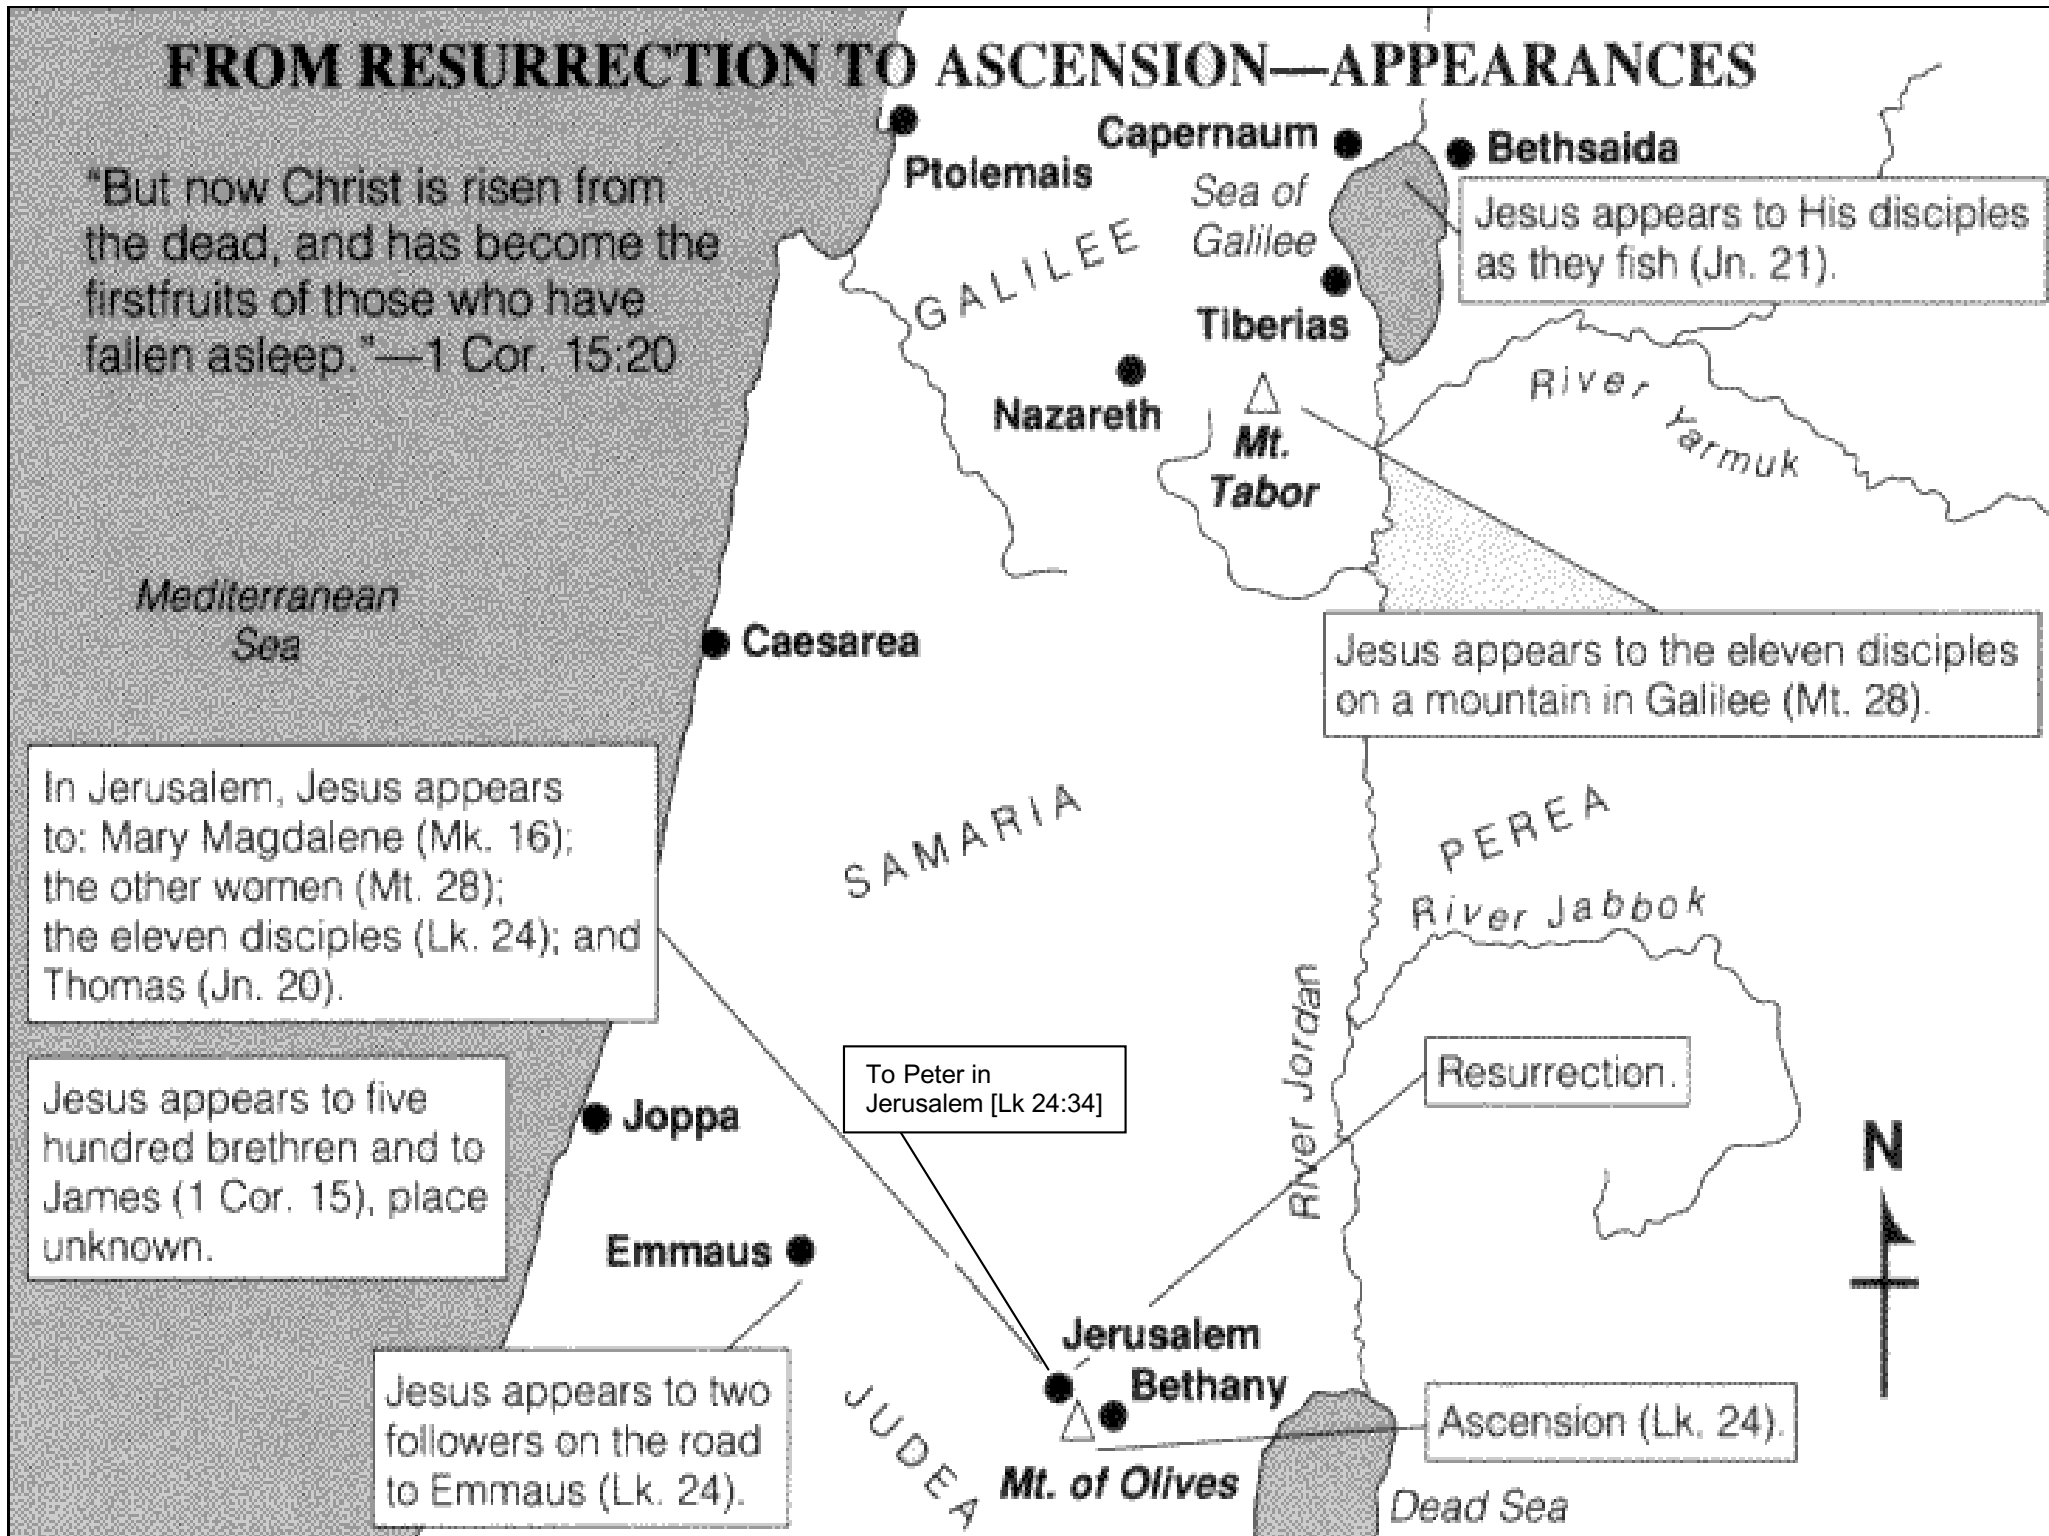 FROM RESURRECTION TO ASCENSION—APPEARANCES
“But now Christ is risen from
the dead, and has become the
firstfruits of those who have
fallen asleep.”—1 Cor. 15:20
Ptolemais
Capernaum
Bethsaida
Sea of
Galilee
Jesus appears to His disciples
as they fish (Jn. 21).
GALILEE
Tiberias
Nazareth
Mt.
Tabor
River Yarmuk
Mediterranean
Sea
Caesarea
Jesus appears to the eleven disciples
on a mountain in Galilee (Mt. 28).
In Jerusalem, Jesus appears
to: Mary Magdalene (Mk. 16);
the other women (Mt. 28);
the eleven disciples (Lk. 24); and
Thomas (Jn. 20).
SAMARIA
PEREA
River Jabbok
River Jordan
Resurrection.
To Peter in
Jerusalem [Lk 24:34]
Jesus appears to five
hundred brethren and to
James (1 Cor. 15), place
unknown.
Joppa
N
Emmaus
Jerusalem
Bethany
Jesus appears to two
followers on the road
to Emmaus (Lk. 24).
JUDEA
Mt. of Olives
Ascension (Lk. 24).
Dead Sea